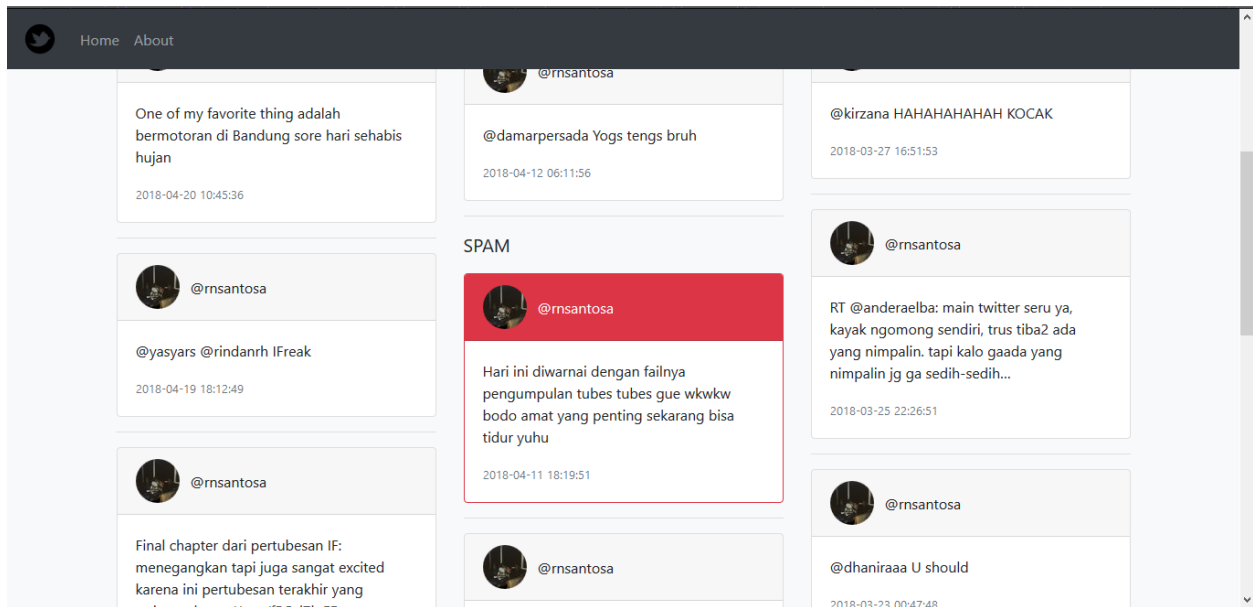 Home About
One of my favorite thing adalah
bermotoran di Bandung sore hari sehabis
hujan
2018-04-20 10:45:36
@rnsantosa
@yasyars @rindanrh IFreak
2018-04-19 18:12:49
@rnsantosa
Final chapter dari pertubesan IF:
menegangkan tapi juga sangat excited
karena ini pertubesan terakhir yang
@rnsantosa
@damarpersada Yogs tengs bruh
2018-04-12 06:11:56
SPAM
@rnsantosa
Hari ini diwarnai dengan failnya
pengumpulan tubes tubes gue wkwkw
bodo amat yang penting sekarang bisa
tidur yuhu
2018-04-11 18:19:51
@rnsantosa
@kirzana HAHAHAHAHAH KOCAK
2018-03-27 16:51:53
@rnsantosa
RT @anderaelba: main twitter seru ya,
kayak ngomong sendiri, trus tiba2 ada
yang nimpalin. tapi kalo gaada yang
nimpalin jg ga sedih-sedih…
2018-03-25 22:26:51
@rnsantosa
@dhaniraaa U should
2018-03-23 00:47:48